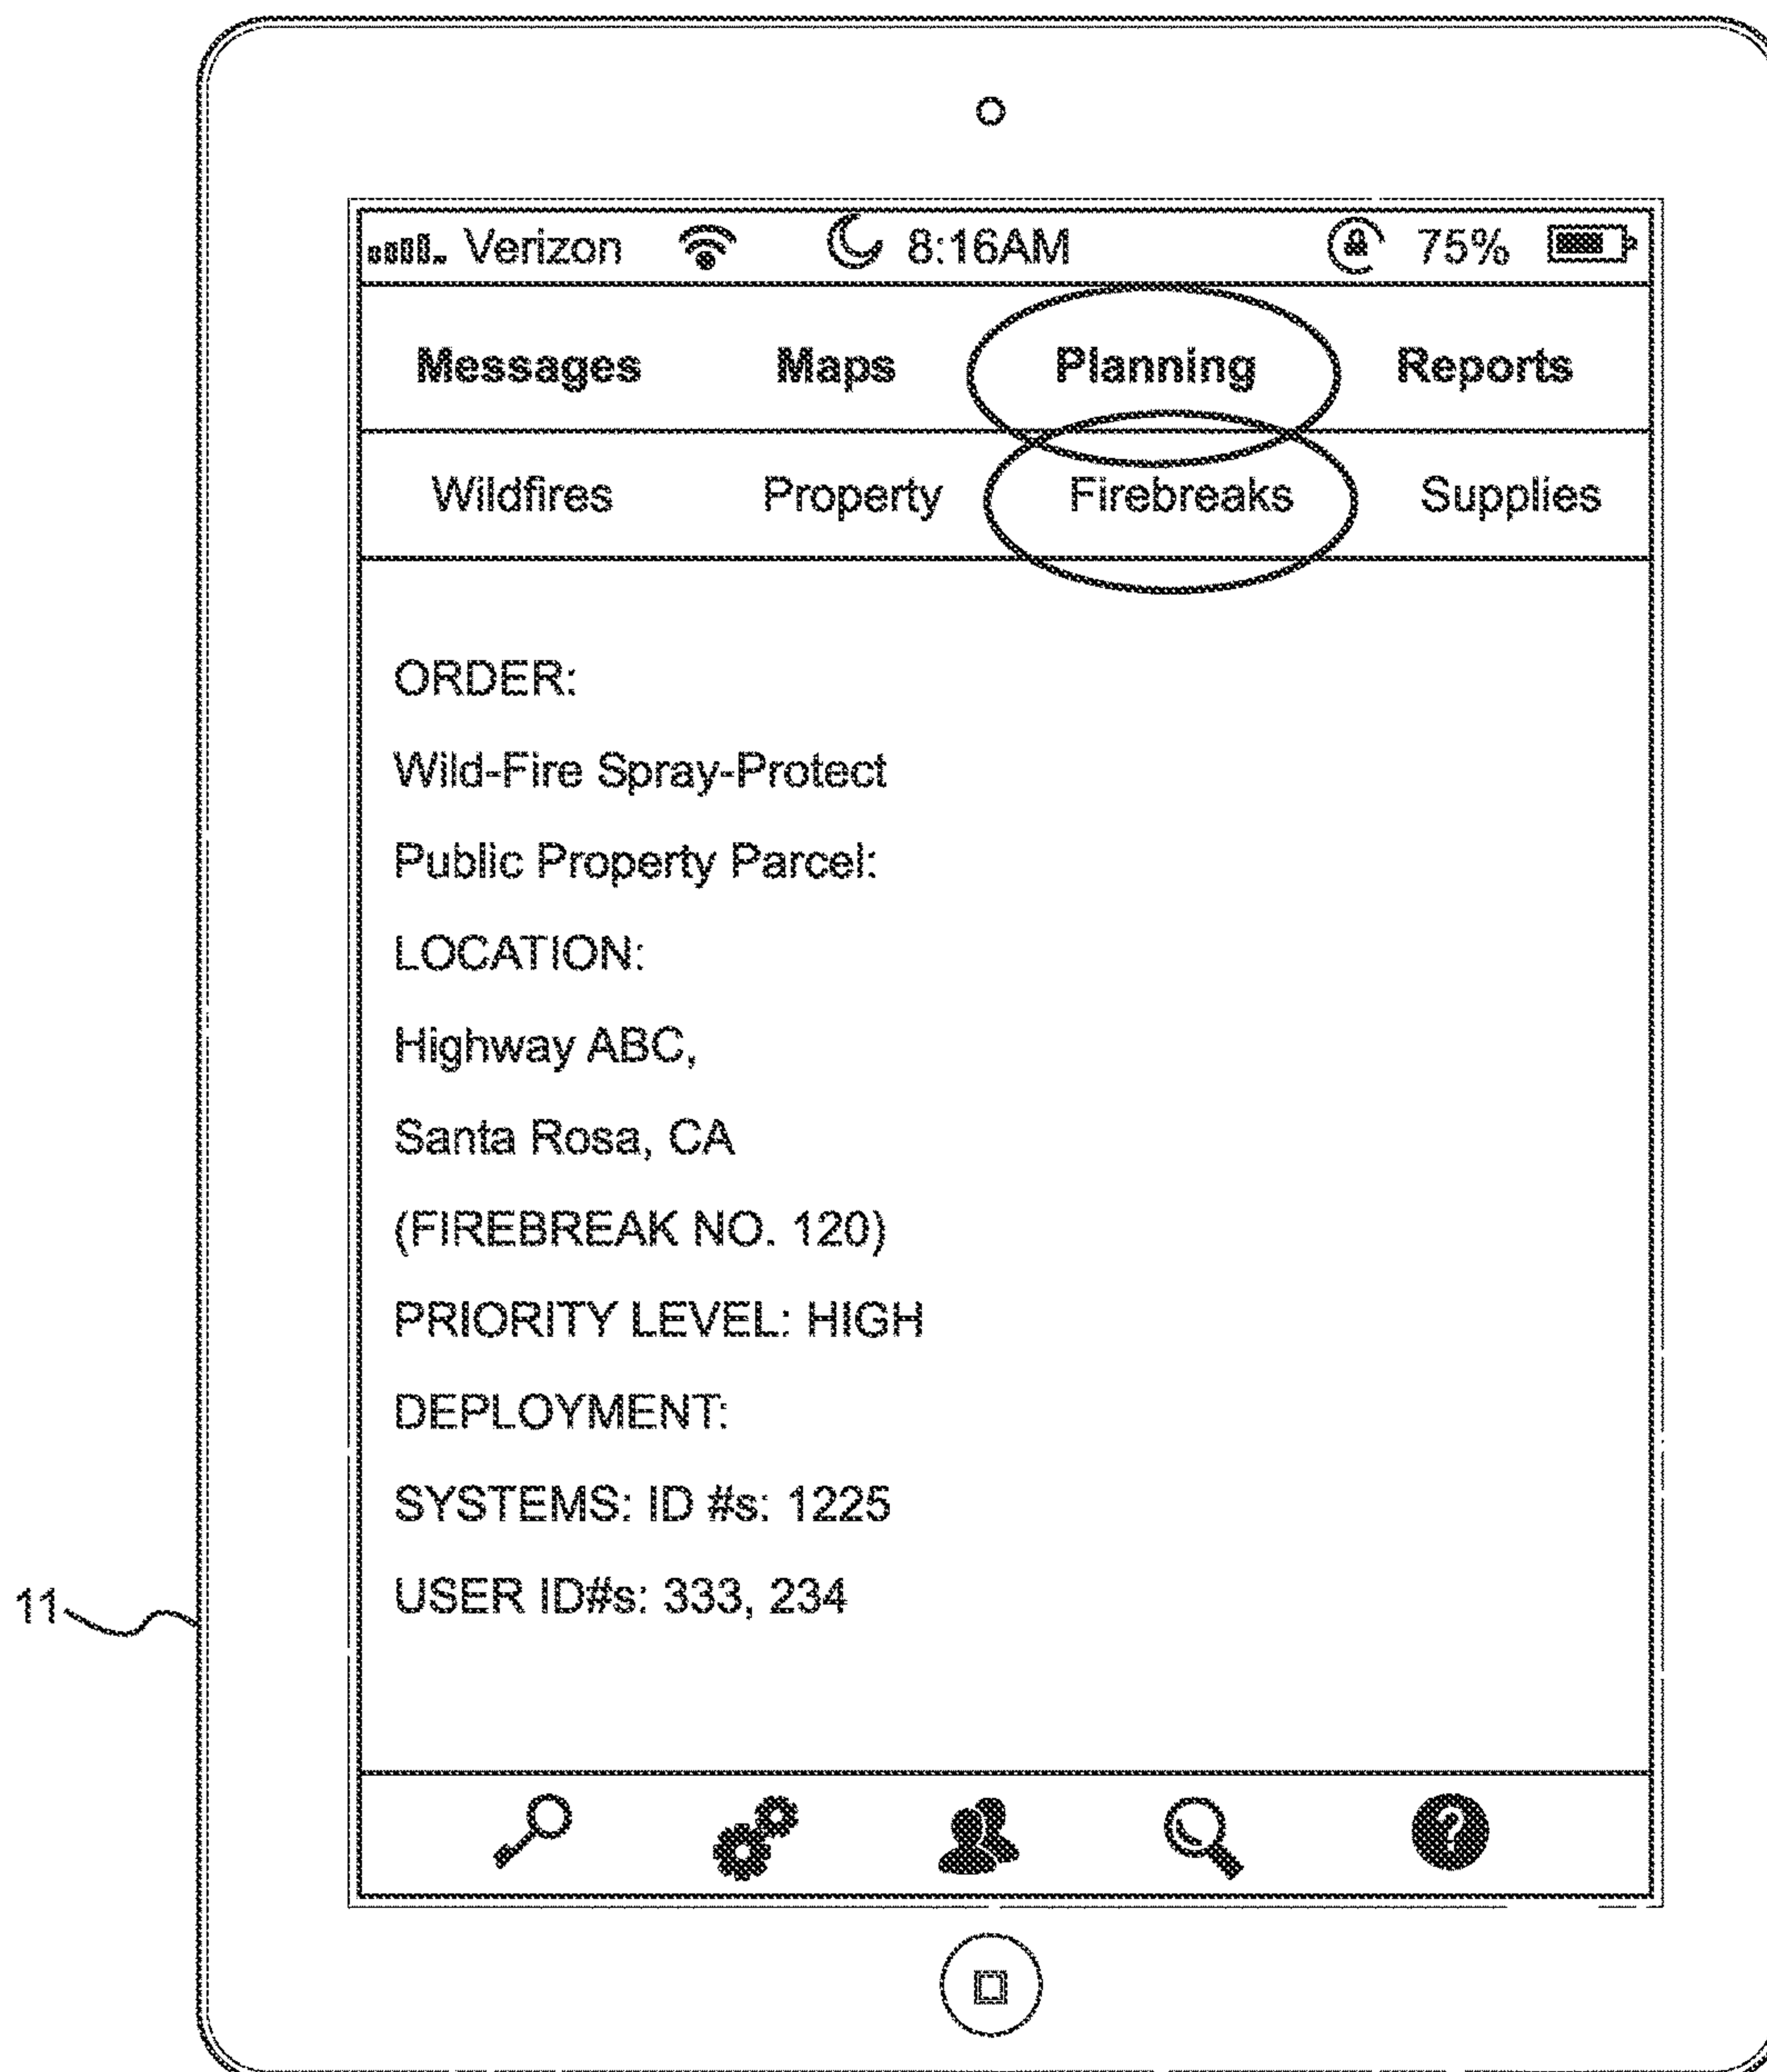 Verizon 8:16AM 75%
Messages Maps Planning Reports
Wildfires Property Firebreaks Supplies
ORDER:
Wild-Fire Spray-Protect
Public Property Parcel:
LOCATION:
Highway ABC,
Santa Rosa, CA
(FIREBREAK NO. 120)
PRIORITY LEVEL: HIGH
DEPLOYMENT:
SYSTEMS: ID #s: 1225
USER ID#s: 333, 234
11
?